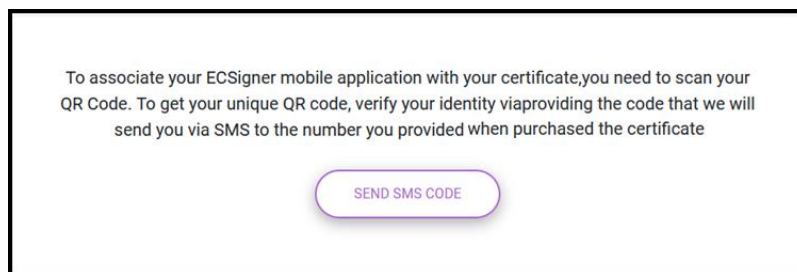 To associate your ECSigner mobile application with your certificate,you need to scan your
QR Code. To get your unique QR code, verify your identity viaproviding the code that we will
send you via SMS to the number you provided when purchased the certificate
SEND SMS CODE